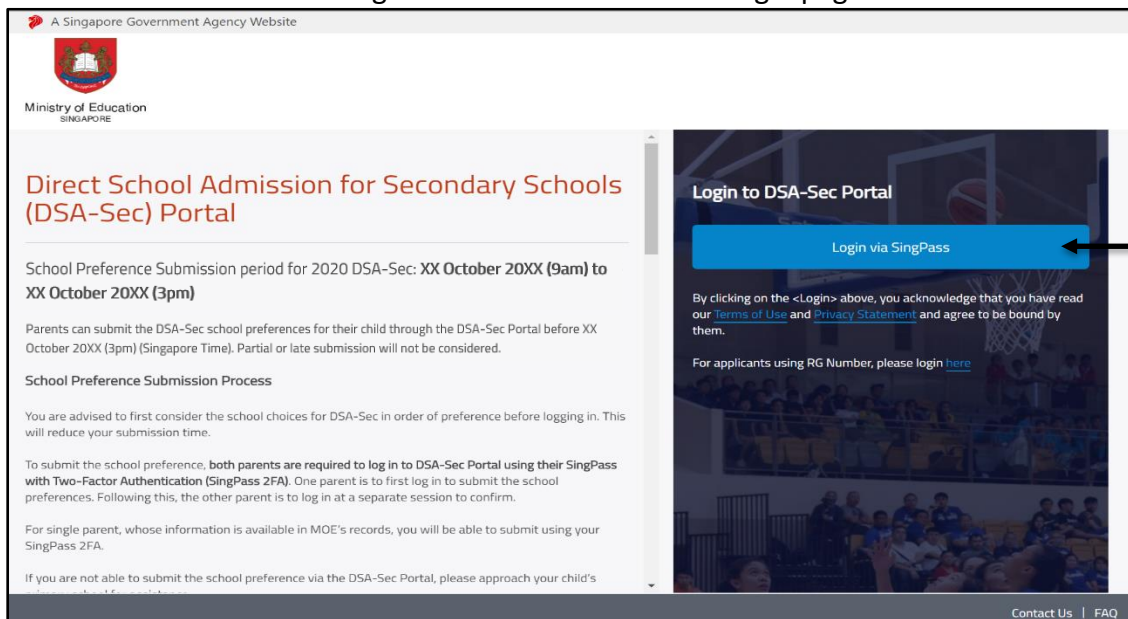 A Singapore Government Agency Website
Ministry of Education
SINGAPORE
Direct School Admission for Secondary Schools
(DSA-Sec) Portal
School Preference Submission period for 2020 DSA-Sec: XX October 20XX (9am) to
XX October 20XX (3pm)
Parents can submit the DSA-Sec school preferences for their child through the DSA-Sec Portal before XX
October 20XX (3pm) (Singapore Time). Partial or late submission will not be considered.
School Preference Submission Process
You are advised to first consider the school choices for DSA-Sec in order of preference before logging in. This
will reduce your submission time.
To submit the school preference, both parents are required to log in to DSA-Sec Portal using their SingPass
with Two-Factor Authentication (SingPass 2FA). One parent is to first log in to submit the school
preferences. Following this, the other parent is to log in at a separate session to confirm.
For single parent, whose information is available in MOE's records, you will be able to submit using your
SingPass 2FA.
If you are not able to submit the school preference via the DSA-Sec Portal, please approach your child's
Login to DSA-Sec Portal
Login via SingPass
By clicking on the <Login> above, you acknowledge that you have read
our Terms of Use and Privacy Statement and agree to be bound by
them.
For applicants using RG Number, please login here
Contact Us | FAQ